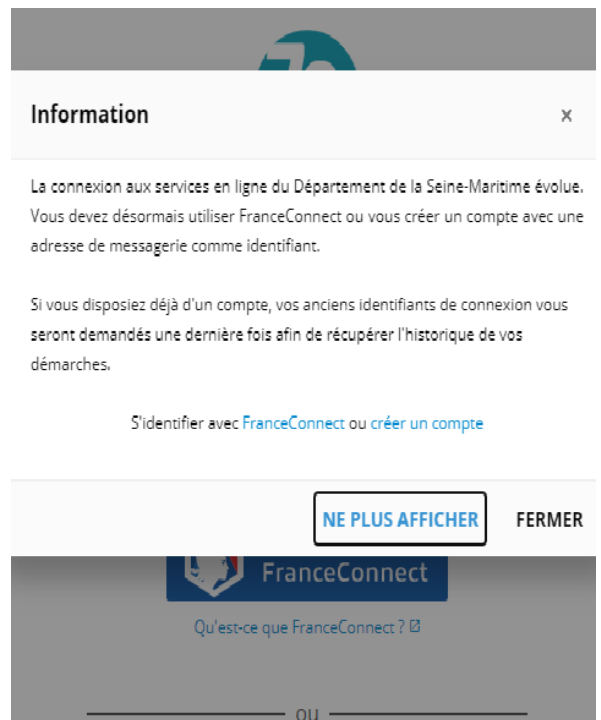 Information
×
La connexion aux services en ligne du Département de la Seine-Maritime évolue.
Vous devez désormais utiliser FranceConnect ou vous créer un compte avec une
adresse de messagerie comme identifiant.
Si vous disposiez déjà d'un compte, vos anciens identifiants de connexion vous
seront demandés une dernière fois afin de récupérer l'historique de vos
démarches.
S'identifier avec FranceConnect ou créer un compte
NE PLUS AFFICHER FERMER
FranceConnect
Qu'est-ce que FranceConnect ?
ou